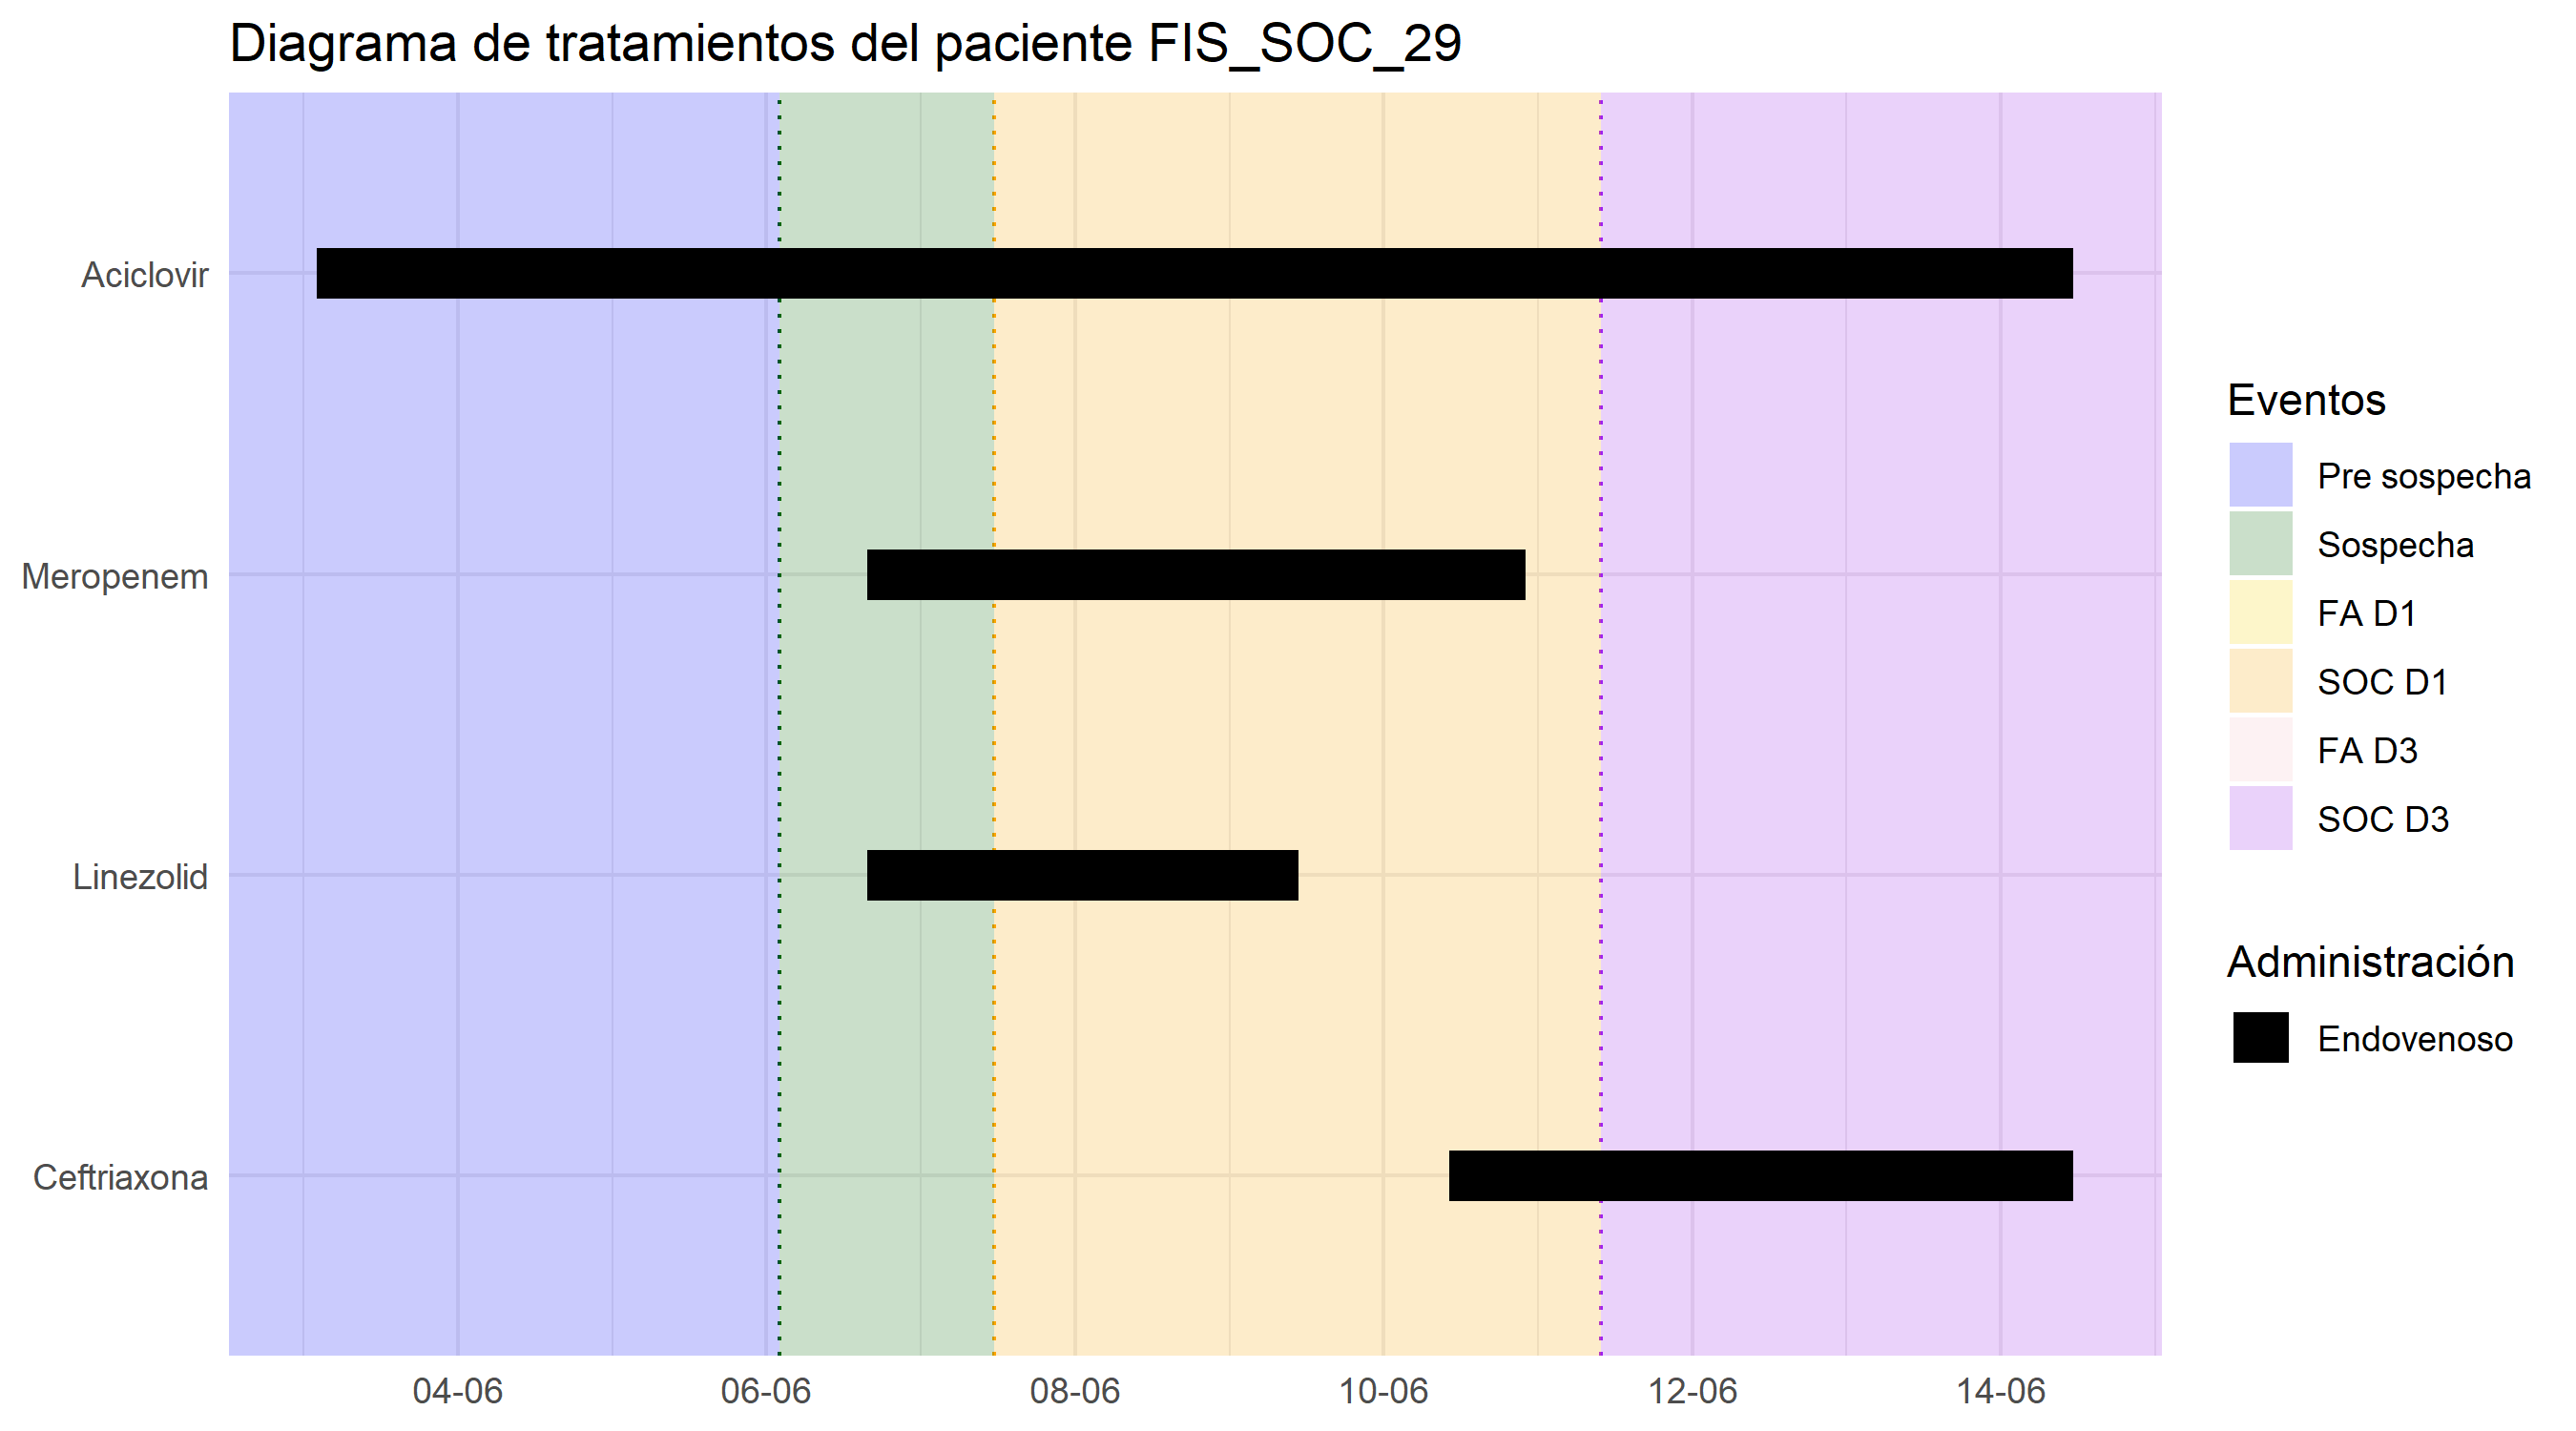 Diagrama de tratamientos del paciente FIS_SOC_29
Aciclovir
Meropenem
Linezolid
Ceftriaxona
04-06
06-06
08-06
10-06
12-06
14-06
Eventos
Pre sospecha
Sospecha
FA D1
SOC D1
FA D3
SOC D3
Administración
Endovenoso